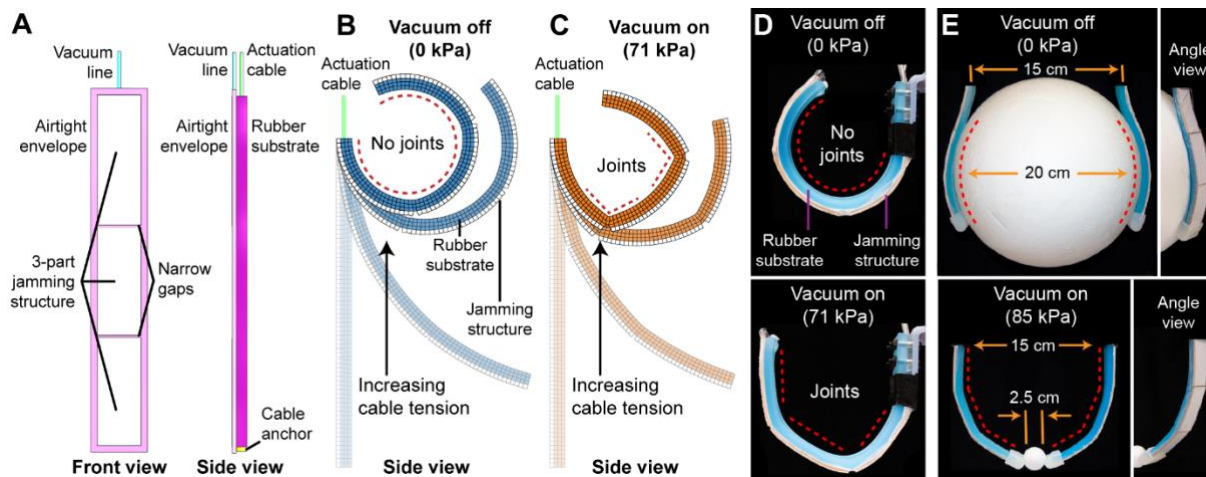 A
Vacuum
line
Vacuum
line
Actuation
cable
Airtight
envelope
Airtight
envelope
Rubber
substrate
3-part
jamming
structure
Narrow
gaps
Cable
anchor
Front view
Side view
B
Vacuum off
(0 kPa)
Actuation
cable
No joints
Rubber
substrate
Jamming
structure
Increasing
cable tension
Side view
C
Vacuum on
(71 kPa)
Actuation
cable
Joints
Increasing
cable tension
Side view
D
Vacuum off
(0 kPa)
No
joints
Rubber
substrate
Jamming
structure
Vacuum on
(71 kPa)
Joints
E
Vacuum off
(0 kPa)
15 cm
20 cm
Angle
view
Vacuum on
(85 kPa)
15 cm
2.5 cm
Angle
view